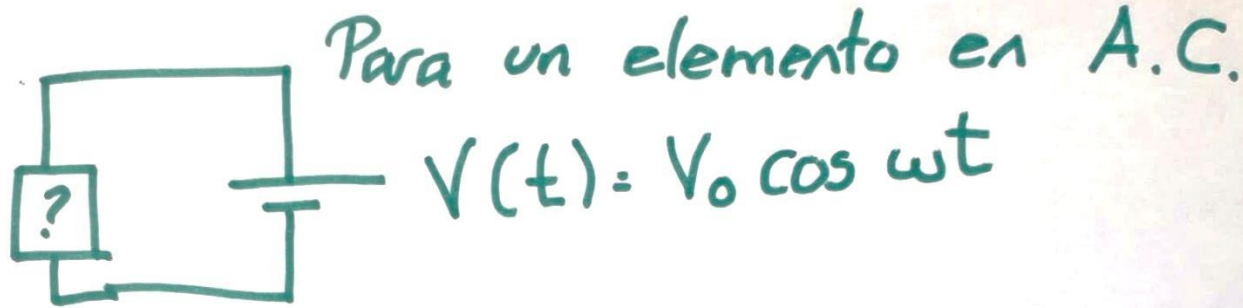 Para un elemento en A.C.
V(t) = V₀ cos ωt
?